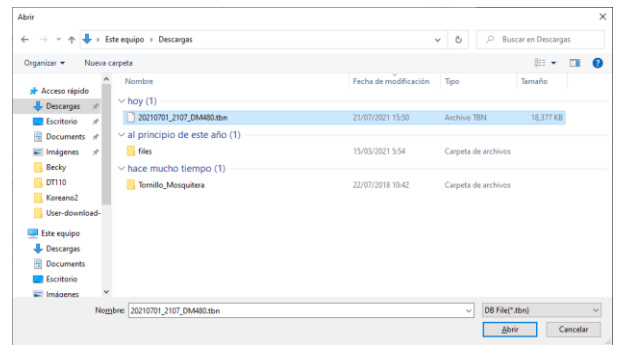 Abrir
Este equipo > Descargas
Buscar en Descargas
Organizar
Nueva carpeta
Nombre Fecha de modificación Tipo Tamaño
Acceso rápido
Descargas
Escritorio
Documents
Imágenes
Becky
DT110
Koreano2
User-download-
Este equipo
Descargas
Documents
Escritorio
Imágenes
hoy (1)
20210701_2107_DM480.tbn 21/07/2021 15:50 Archivo TBN 18,377 KB
al principio de este año (1)
files 15/03/2021 5:54 Carpeta de archivos
hace mucho tiempo (1)
Tornillo_Mosquitera 22/07/2018 10:42 Carpeta de archivos
Nombre: 20210701_2107_DM480.tbn
DB File(*.tbn)
Abrir
Cancelar